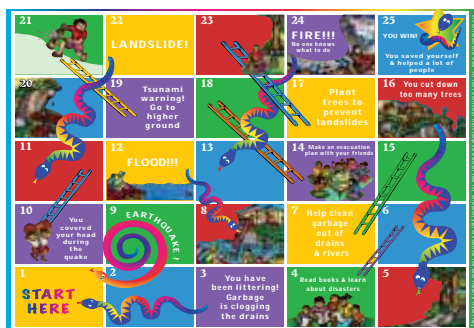 21
22
LANDSLIDE!
23
24
FIRE!!!
No one knows
what to do
25
YOU WIN!
You saved yourself
& helped a lot of
people
20
19
Tsunami
warning!
Go to
higher
ground
18
17
Plant
trees to
prevent
landslides
16
You cut down
too many trees
11
12
FLOOD!!!
13
14
Make an evacuation
plan with your friends
15
10
You
covered
your head
during
the
quake
9
EARTHQUAKE!
8
7
Help clean
garbage
out of
drains
& rivers
6
1
START
HERE
2
3
You have
been littering!
Garbage
is clogging
the drains
4
Read books & learn
about disasters
5